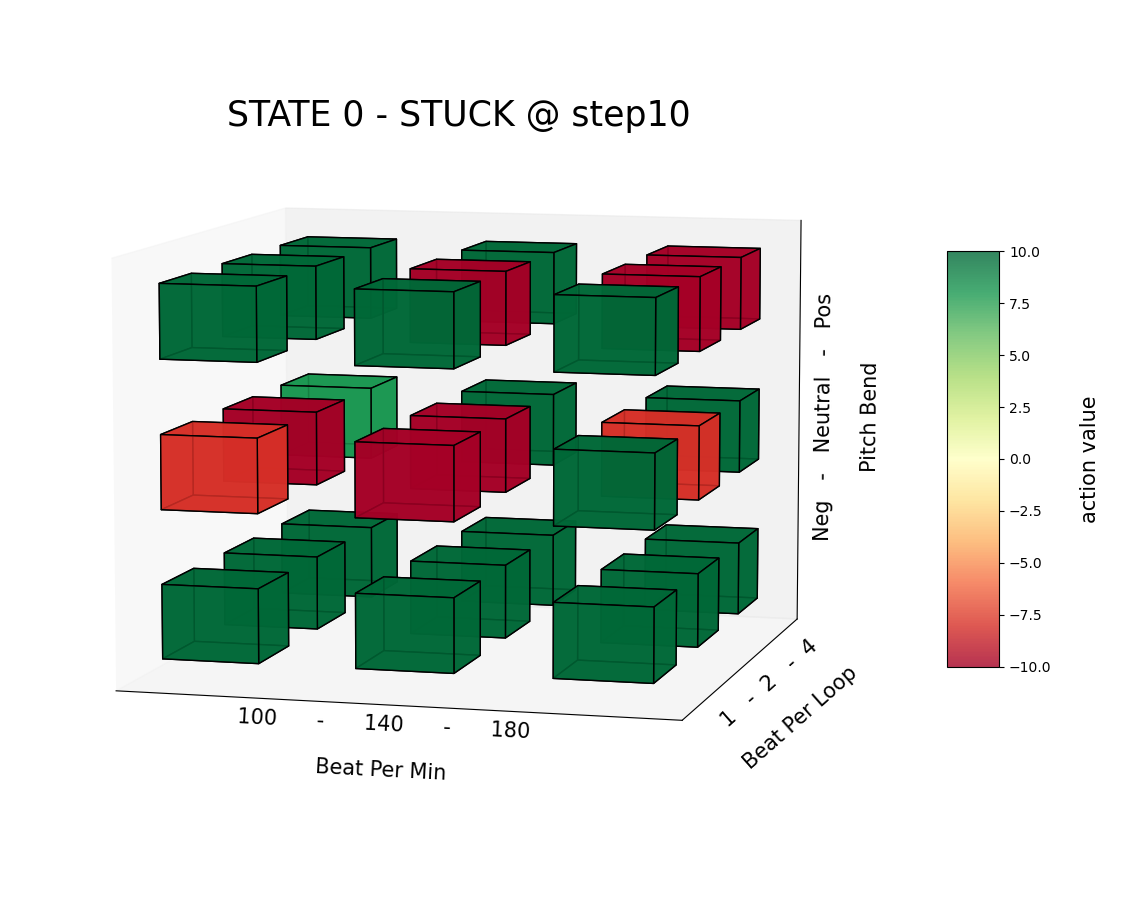 STATE 0 - STUCK @ step10
Neg - Neutral - Pos
Pitch Bend
100 - 140 - 180
Beat Per Min
1 - 2 - 4
Beat Per Loop
10.0
7.5
5.0
2.5
0.0
−2.5
−5.0
−7.5
−10.0
action value